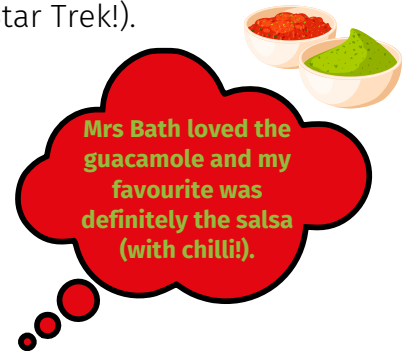 tar Trek!).
Mrs Bath loved the
guacamole and my
favourite was
definitely the salsa
(with chilli!).